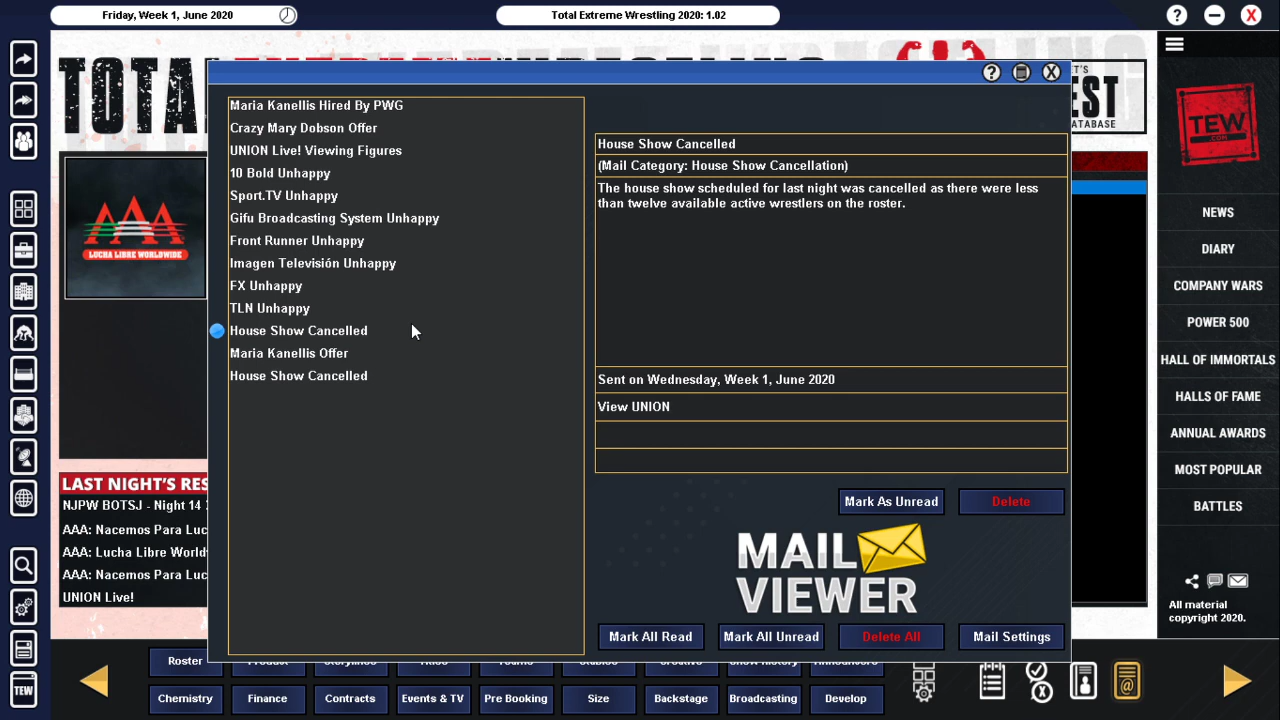 Friday, Week 1, June 2020
Total Extreme Wrestling 2020: 1.02
TOTA
ET'S
EST
DATABASE
AAA
LUCHA LIBRE WORLDWIDE
LAST NIGHT'S RES
NJPW BOTSJ - Night 14
AAA: Nacemos Para Luc
AAA: Lucha Libre World
AAA: Nacemos Para Luc
UNION Live!
Maria Kanellis Hired By PWG
Crazy Mary Dobson Offer
UNION Live! Viewing Figures
10 Bold Unhappy
Sport.TV Unhappy
Gifu Broadcasting System Unhappy
Front Runner Unhappy
Imagen Televisión Unhappy
FX Unhappy
TLN Unhappy
House Show Cancelled
Maria Kanellis Offer
House Show Cancelled
House Show Cancelled
(Mail Category: House Show Cancellation)
The house show scheduled for last night was cancelled as there were less
than twelve available active wrestlers on the roster.
Sent on Wednesday, Week 1, June 2020
View UNION
Mark As Unread
Delete
MAIL
VIEWER
Mark All Read
Mark All Unread
Delete All
Mail Settings
TEW
.COM
NEWS
DIARY
COMPANY WARS
POWER 500
HALL OF IMMORTALS
HALLS OF FAME
ANNUAL AWARDS
MOST POPULAR
BATTLES
All material
copyright 2020.
TEW
Roster
Chemistry
Finance
Contracts
Events & TV
Pre Booking
Size
Backstage
Broadcasting
Develop